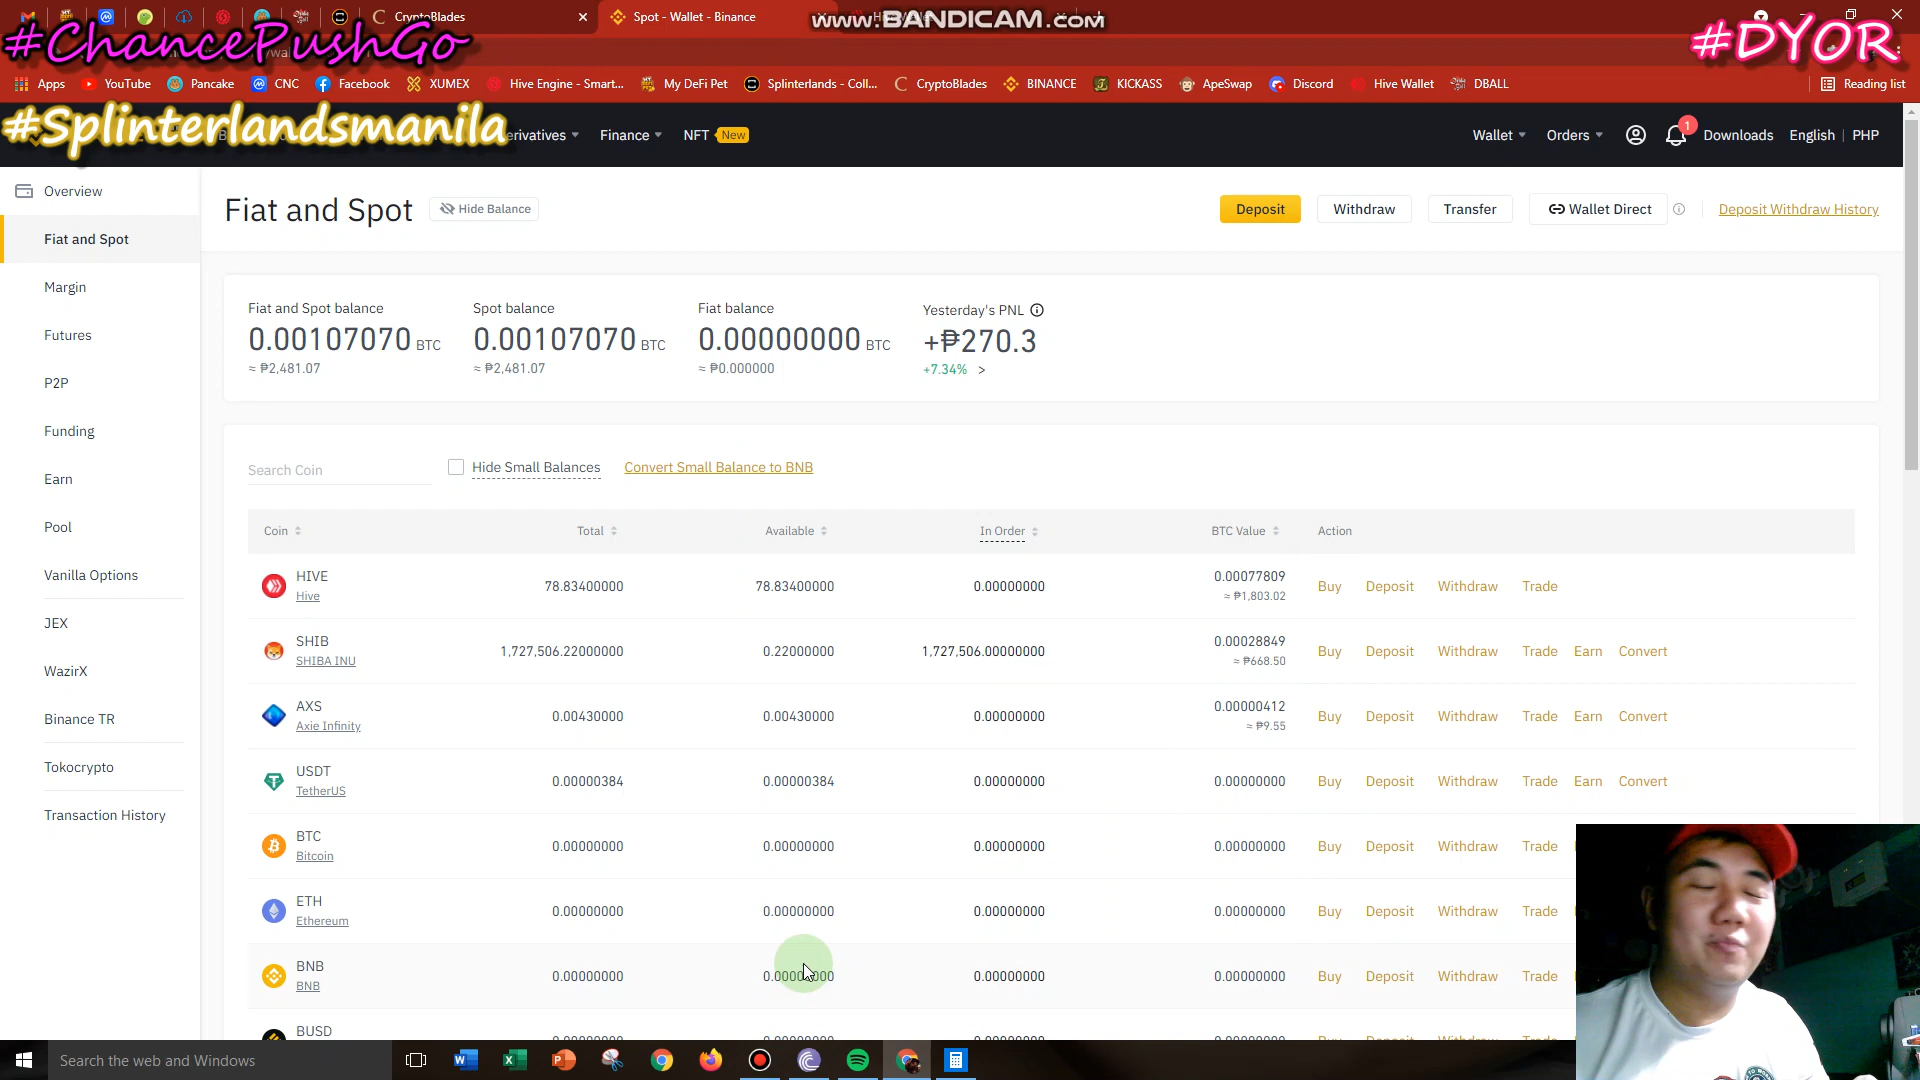 CryptoBlades
Spot - Wallet - Binance
www.BANDICAM.com
#ChancePushGo
#DYOR
Apps
YouTube
Pancake
CNC
Facebook
XUMEX
Hive Engine - Smart...
My DeFi Pet
Splinterlands - Coll...
CryptoBlades
BINANCE
KICKASS
ApeSwap
Discord
Hive Wallet
DBALL
Reading list
#Splinterlandsmanila
erivatives
Finance
NFT
New
Wallet
Orders
1
Downloads
English
PHP
Overview
Fiat and Spot
Margin
Futures
P2P
Funding
Earn
Pool
Vanilla Options
JEX
WazirX
Binance TR
Tokocrypto
Transaction History
Fiat and Spot
Hide Balance
Deposit
Withdraw
Transfer
Wallet Direct
Deposit Withdraw History
Fiat and Spot balance
0.00107070 BTC
≈ ₱2,481.07
Spot balance
0.00107070 BTC
≈ ₱2,481.07
Fiat balance
0.00000000 BTC
≈ ₱0.000000
Yesterday's PNL
+₱270.3
+7.34% >
Search Coin
Hide Small Balances
Convert Small Balance to BNB
Coin Total Available In Order BTC Value Action
HIVE
Hive
78.83400000 78.83400000 0.00000000 0.00077809
≈ ₱1,803.02
Buy Deposit Withdraw Trade
SHIB
SHIBA INU
1,727,506.22000000 0.22000000 1,727,506.00000000 0.00028849
≈ ₱668.50
Buy Deposit Withdraw Trade Earn Convert
AXS
Axie Infinity
0.00430000 0.00430000 0.00000000 0.00000412
≈ ₱9.55
Buy Deposit Withdraw Trade Earn Convert
USDT
TetherUS
0.00000384 0.00000384 0.00000000 0.00000000
Buy Deposit Withdraw Trade Earn Convert
BTC
Bitcoin
0.00000000 0.00000000 0.00000000 0.00000000
Buy Deposit Withdraw Trade
ETH
Ethereum
0.00000000 0.00000000 0.00000000 0.00000000
Buy Deposit Withdraw Trade
BNB
BNB
0.00000000 0.00000000 0.00000000 0.00000000
Buy Deposit Withdraw Trade
BUSD
Search the web and Windows